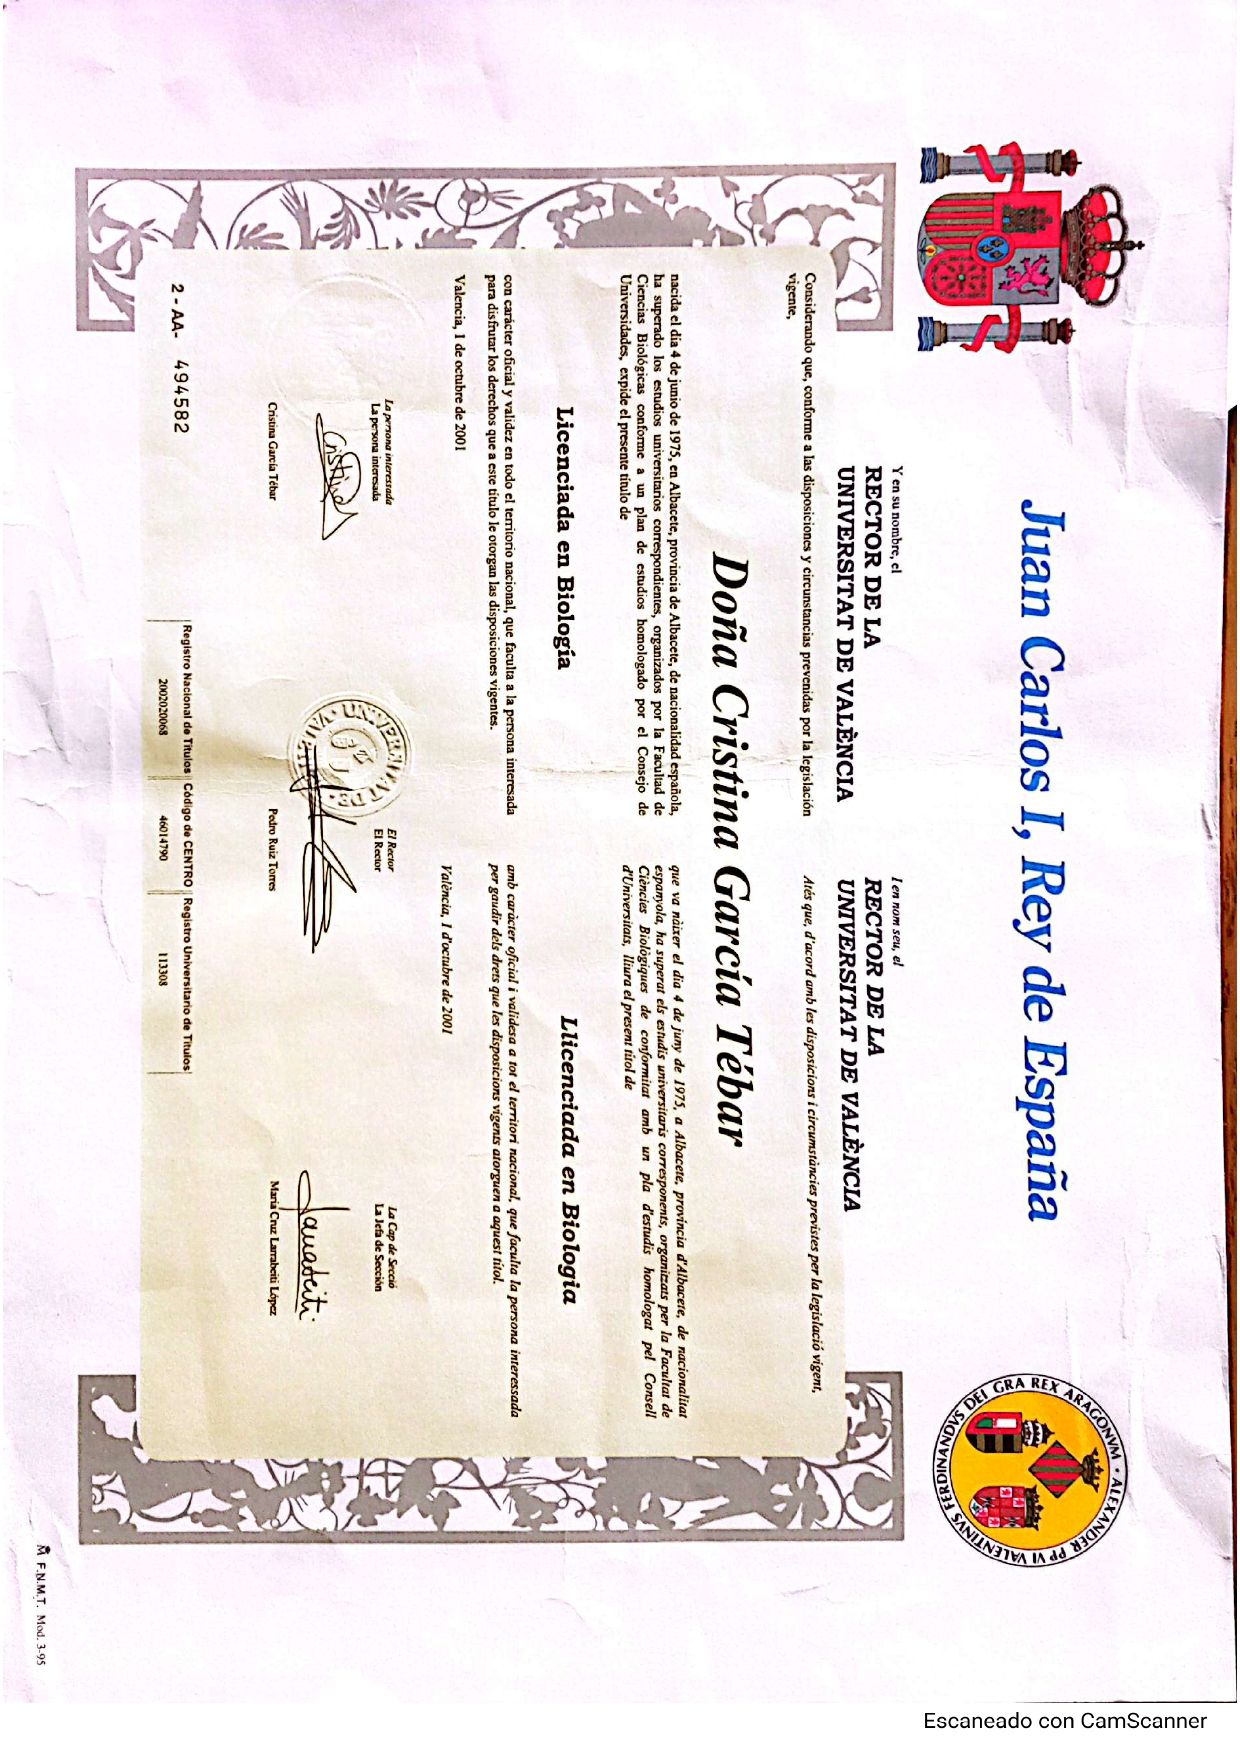 Juan Carlos I, Rey de España
Y en su nombre, el
RECTOR DE LA
UNIVERSITAT DE VALÈNCIA
I en nom seu, el
RECTOR DE LA
UNIVERSITAT DE VALÈNCIA
Considerando que, conforme a las disposiciones y circunstancias prevenidas por la legislación
vigente,
Atés que, d'acord amb les disposicions i circumstàncies previstes per la legislació vigent,
Doña Cristina García Tébar
nacida el día 4 de junio de 1975, en Albacete, provincia de Albacete, de nacionalidad española,
ha superado los estudios universitarios correspondientes, organizados por la Facultad de
Ciencias Biológicas conforme a un plan de estudios homologado por el Consejo de
Universidades, expide el presente título de
que va nàixer el dia 4 de juny de 1975, a Albacete, província d'Albacete, de nacionalitat
espanyola, ha superat els estudis universitaris corresponents, organitzats per la Facultat de
Ciències Biològiques de conformitat amb un pla d'estudis homologat pel Consell
d'Universitats, lliura el present títol de
Licenciada en Biología
Llicenciada en Biologia
con carácter oficial y validez en todo el territorio nacional, que faculta a la persona interesada
para disfrutar los derechos que a este título le otorgan las disposiciones vigentes.
amb caràcter oficial i validesa a tot el territori nacional, que faculta la persona interessada
per gaudir dels drets que les disposicions vigents atorguen a aquest títol.
Valencia, 1 de octubre de 2001
València, 1 d'octubre de 2001
La persona interessada
La persona interesada
Cristina
Cristina García Tébar
El Rector
El Rector
Pedro Ruiz Torres
La Cap de Secció
La Jefa de Sección
Larrabeiti
María Cruz Larrabeiti López
2 - AA- 494582
Registro Nacional de Títulos Código de CENTRO Registro Universitario de Títulos
2002020068 46014790 113308
ALEXANDER PP VI VALENTINVS FERDINANDVS DEI GRA REX ARAGONVM
F.N.M.T. Mod. 3-95
Escaneado con CamScanner